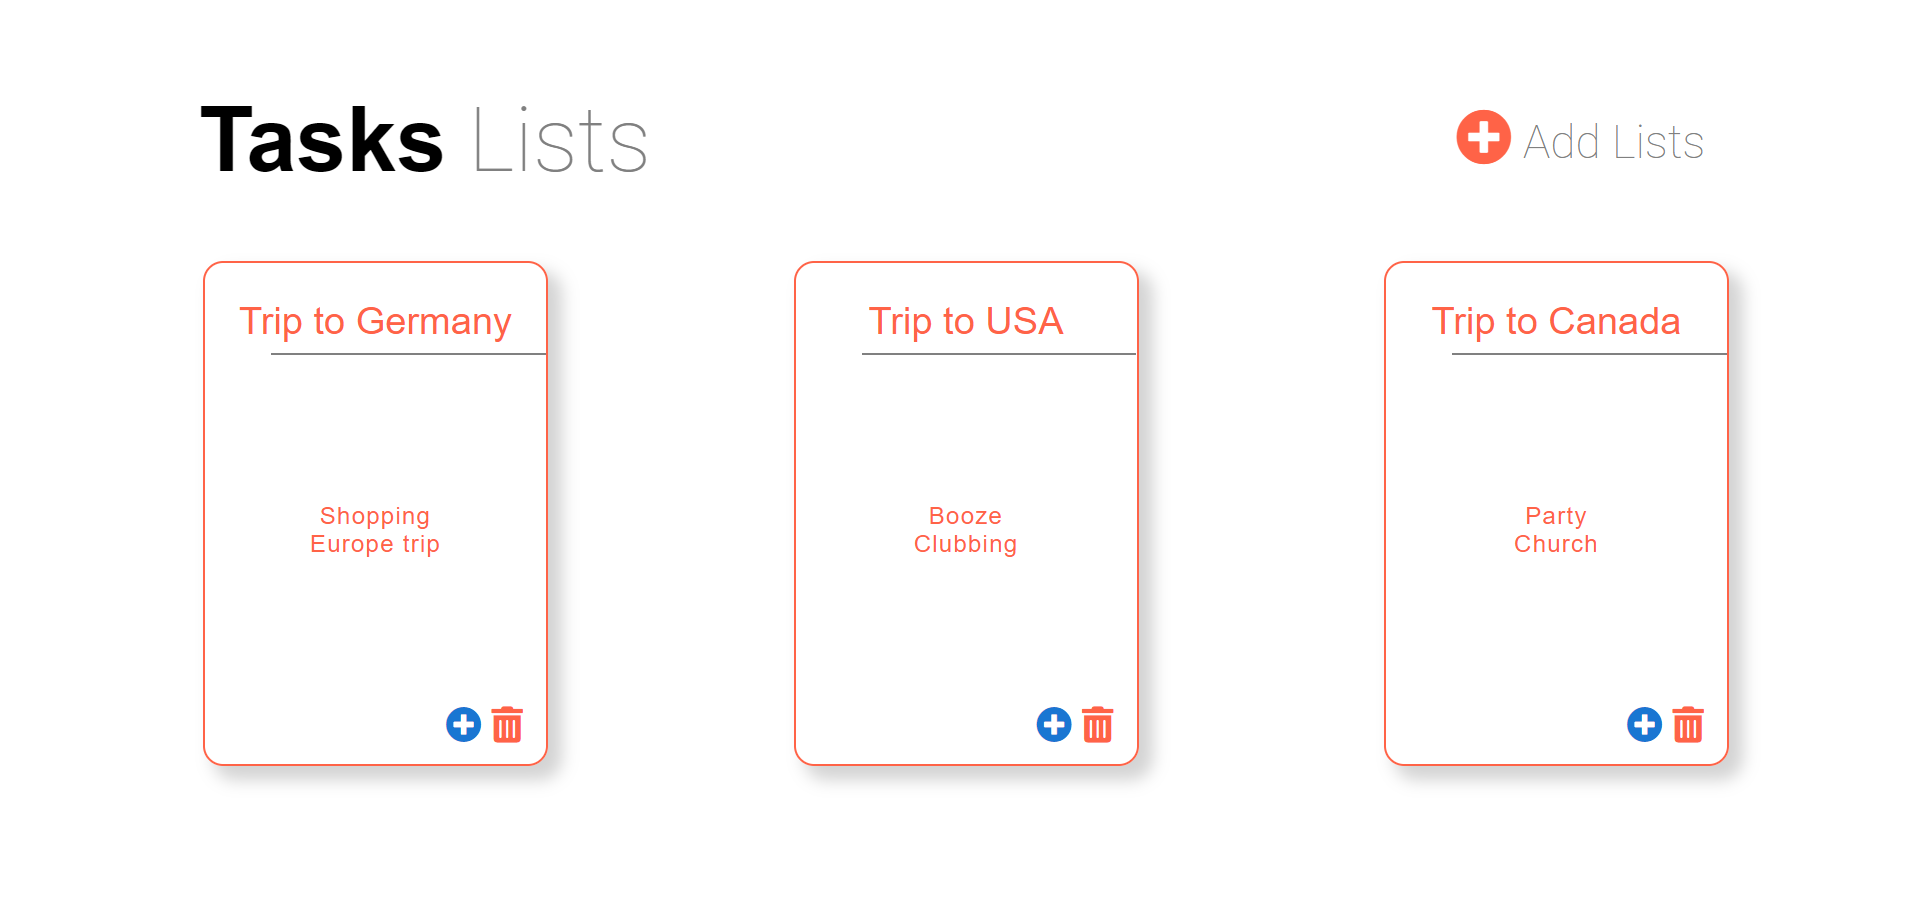 Tasks Lists
Add Lists
Trip to Germany
Shopping
Europe trip
Trip to USA
Booze
Clubbing
Trip to Canada
Party
Church